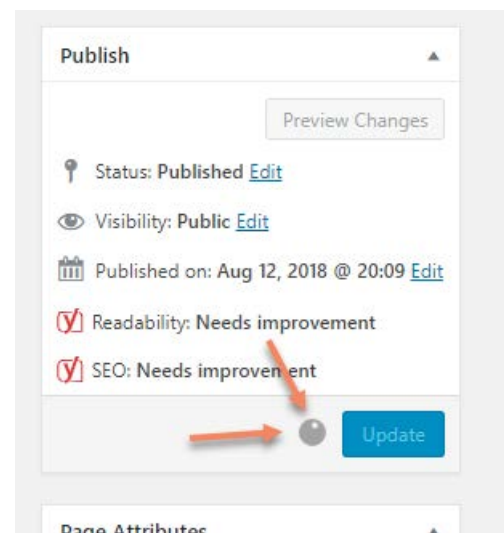 Publish
Preview Changes
Status: Published Edit
Visibility: Public Edit
Published on: Aug 12, 2018 @ 20:09 Edit
Readability: Needs improvement
SEO: Needs improvement
Update
Page Attributes